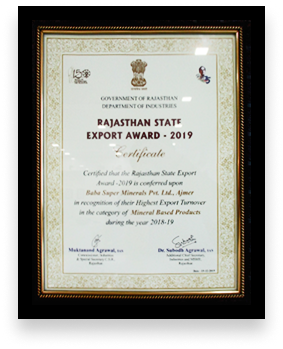 GOVERNMENT OF RAJASTHAN
DEPARTMENT OF INDUSTRIES
RAJASTHAN STATE
EXPORT AWARD - 2019
Certificate
Certified that the Rajasthan State Export
Award -2019 is conferred upon
Baba Super Minerals Pvt. Ltd., Ajmer
in recognition of their Highest Export Turnover
in the category of Mineral Based Products
during the year 2018-19
Muktanand Agrawal, IAS
Dr. Subodh Agrawal, IAS
Rajasthan
Rajasthan